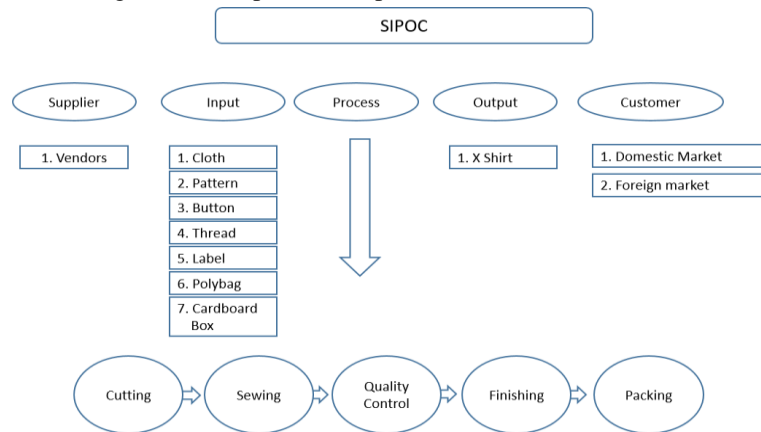 SIPOC
Supplier
Input
Process
Output
Customer
1. Vendors
1. Cloth
2. Pattern
3. Button
4. Thread
5. Label
6. Polybag
7. Cardboard
Box
1. X Shirt
1. Domestic Market
2. Foreign market
Cutting
Sewing
Quality
Control
Finishing
Packing